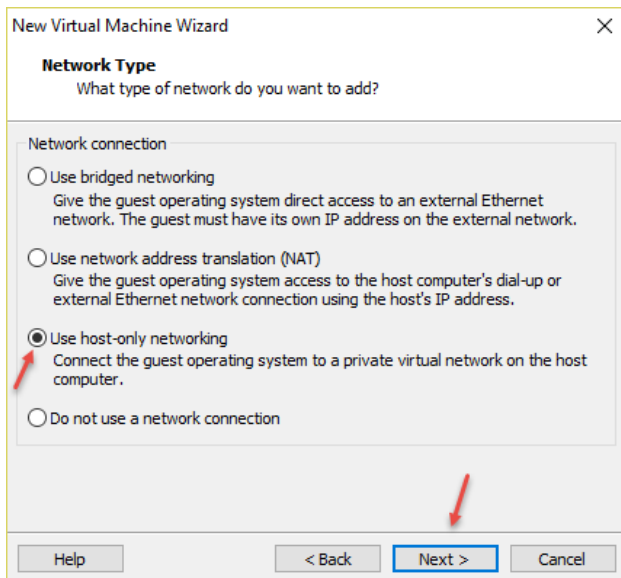 New Virtual Machine Wizard
Network Type
What type of network do you want to add?
Network connection
Use bridged networking
Give the guest operating system direct access to an external Ethernet
network. The guest must have its own IP address on the external network.
Use network address translation (NAT)
Give the guest operating system access to the host computer's dial-up or
external Ethernet network connection using the host's IP address.
Use host-only networking
Connect the guest operating system to a private virtual network on the host
computer.
Do not use a network connection
Help < Back Next > Cancel